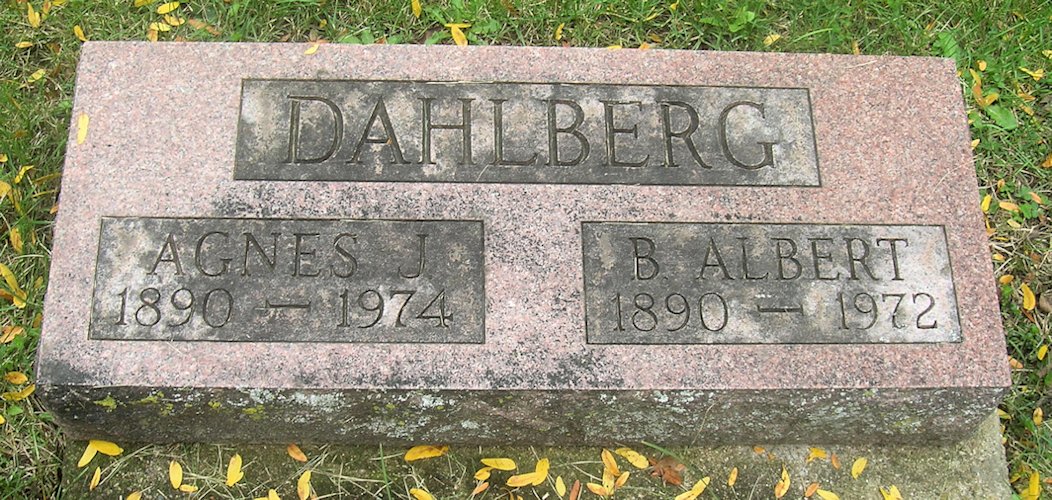 DAHLBERG
AGNES J
1890 — 1974
B. ALBERT
1890 — 1972